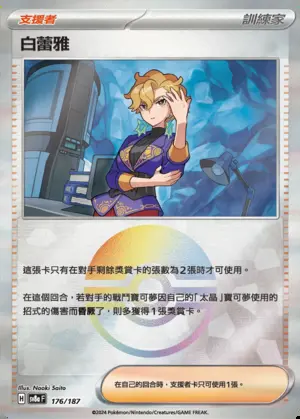 支援者
訓練家
白蕾雅
這張卡只有在對手剩餘獎賞卡的張數為2張時才可使用。
在這個回合,若對手的戰鬥寶可夢因自己的「太晶」寶可夢使用
的招式的傷害而昏厥了,則多獲得1張獎賞卡。
Illus. Naoki Saito
H sv8a F 176/187
在自己的回合時,支援者卡只可使用1張。
©2024 Pokémon/Nintendo/Creatures/GAME FREAK.